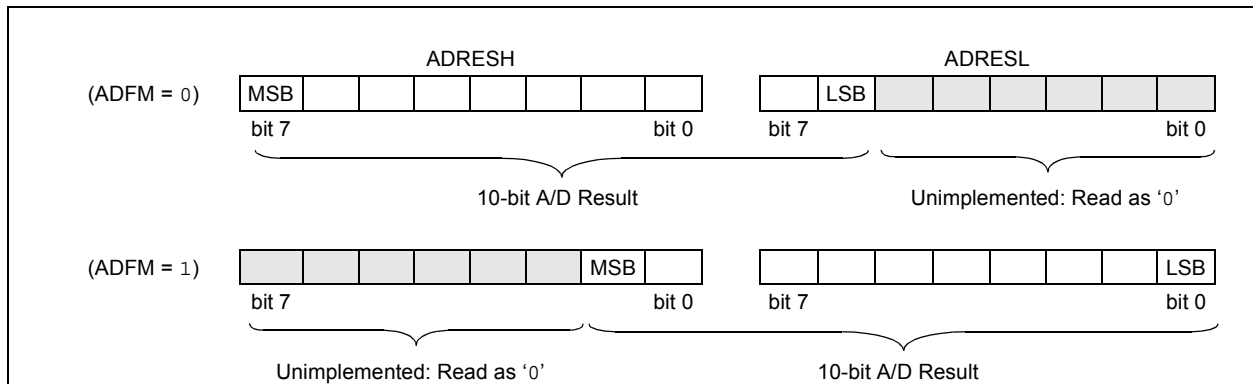 ADRESH ADRESL
(ADFM = 0) MSB LSB
bit 7 bit 0 bit 7 bit 0
10-bit A/D Result Unimplemented: Read as ‘0’
(ADFM = 1) MSB LSB
bit 7 bit 0 bit 7 bit 0
Unimplemented: Read as ‘0’ 10-bit A/D Result